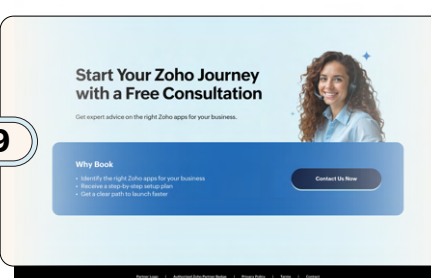 Start Your Zoho Journey
with a Free Consultation
Get expert advice on the right Zoho apps for your business.
9
Why Book
• Identify the right Zoho apps for your business
• Receive a step-by-step setup plan
• Get a clear path to launch faster
Contact Us Now
Partner Logo | Authorized Zoho Partner Badge | Privacy Policy | Terms | Contact